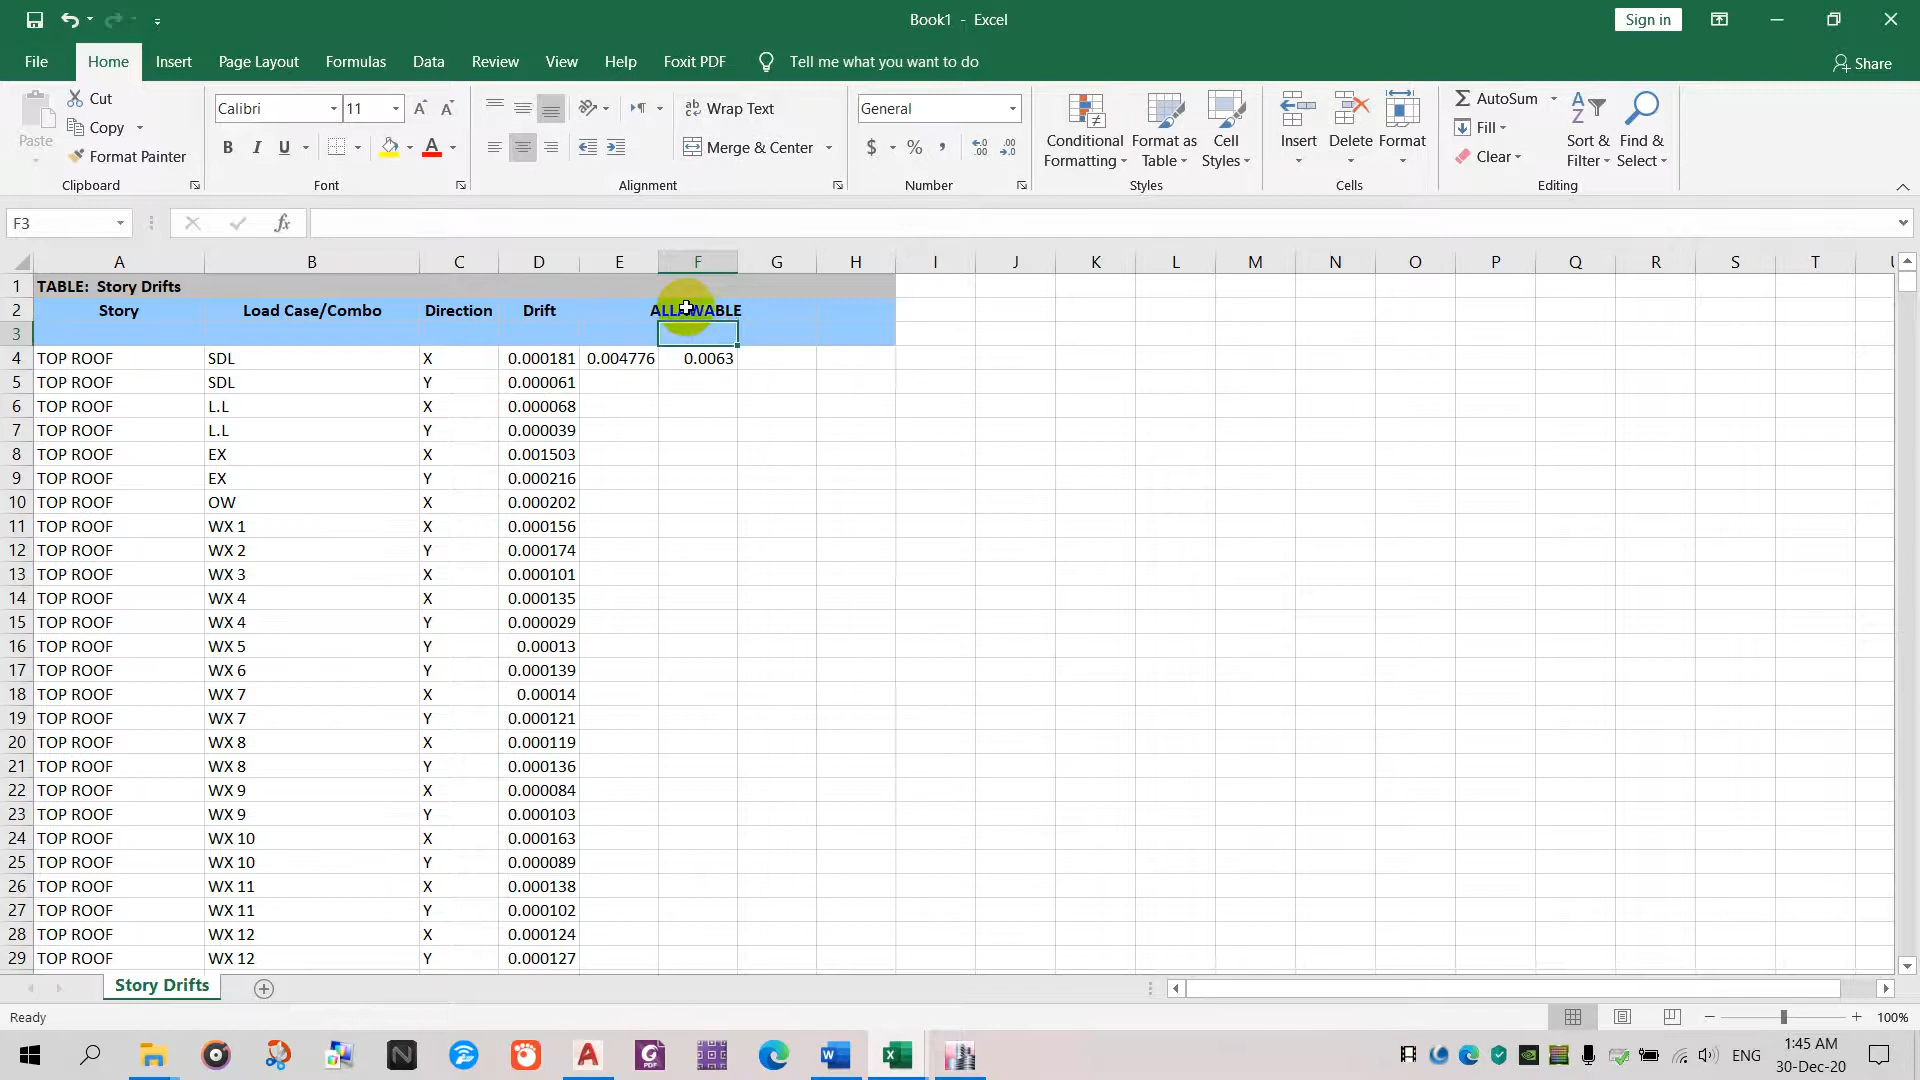 Book1 - Excel
Sign in
File Home Insert Page Layout Formulas Data Review View Help Foxit PDF Tell me what you want to do Share
Paste
Cut
Copy
Format Painter
Clipboard
Calibri 11
B I U
Font
Wrap Text
Merge & Center
Alignment
General
$ % ,
Number
Conditional Formatting
Format as Table
Cell Styles
Styles
Insert
Delete
Format
Cells
AutoSum
Fill
Clear
Sort & Filter
Find & Select
Editing
F3 fx
A B C D E F G H I J K L M N O P Q R S T
1 TABLE: Story Drifts
2 Story Load Case/Combo Direction Drift ALLAWABLE
3
4 TOP ROOF SDL X 0.000181 0.004776 0.0063
5 TOP ROOF SDL Y 0.000061
6 TOP ROOF L.L X 0.000068
7 TOP ROOF L.L Y 0.000039
8 TOP ROOF EX X 0.001503
9 TOP ROOF EX Y 0.000216
10 TOP ROOF OW X 0.000202
11 TOP ROOF WX 1 X 0.000156
12 TOP ROOF WX 2 Y 0.000174
13 TOP ROOF WX 3 X 0.000101
14 TOP ROOF WX 4 X 0.000135
15 TOP ROOF WX 4 Y 0.000029
16 TOP ROOF WX 5 Y 0.00013
17 TOP ROOF WX 6 Y 0.000139
18 TOP ROOF WX 7 X 0.00014
19 TOP ROOF WX 7 Y 0.000121
20 TOP ROOF WX 8 X 0.000119
21 TOP ROOF WX 8 Y 0.000136
22 TOP ROOF WX 9 X 0.000084
23 TOP ROOF WX 9 Y 0.000103
24 TOP ROOF WX 10 X 0.000163
25 TOP ROOF WX 10 Y 0.000089
26 TOP ROOF WX 11 X 0.000138
27 TOP ROOF WX 11 Y 0.000102
28 TOP ROOF WX 12 X 0.000124
29 TOP ROOF WX 12 Y 0.000127
Story Drifts
Ready 100%
ENG
1:45 AM
30-Dec-20